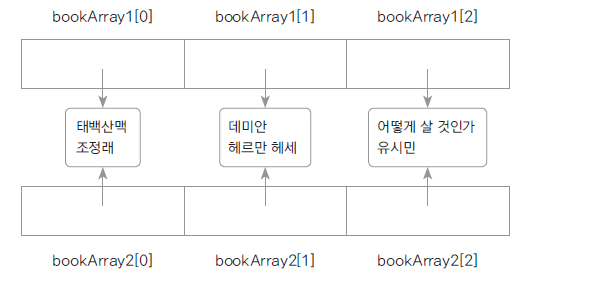 bookArray1[0] bookArray1[1] bookArray1[2]
태백산맥
조정래
데미안
헤르만 헤세
어떻게 살 것인가
유시민
bookArray2[0] bookArray2[1] bookArray2[2]